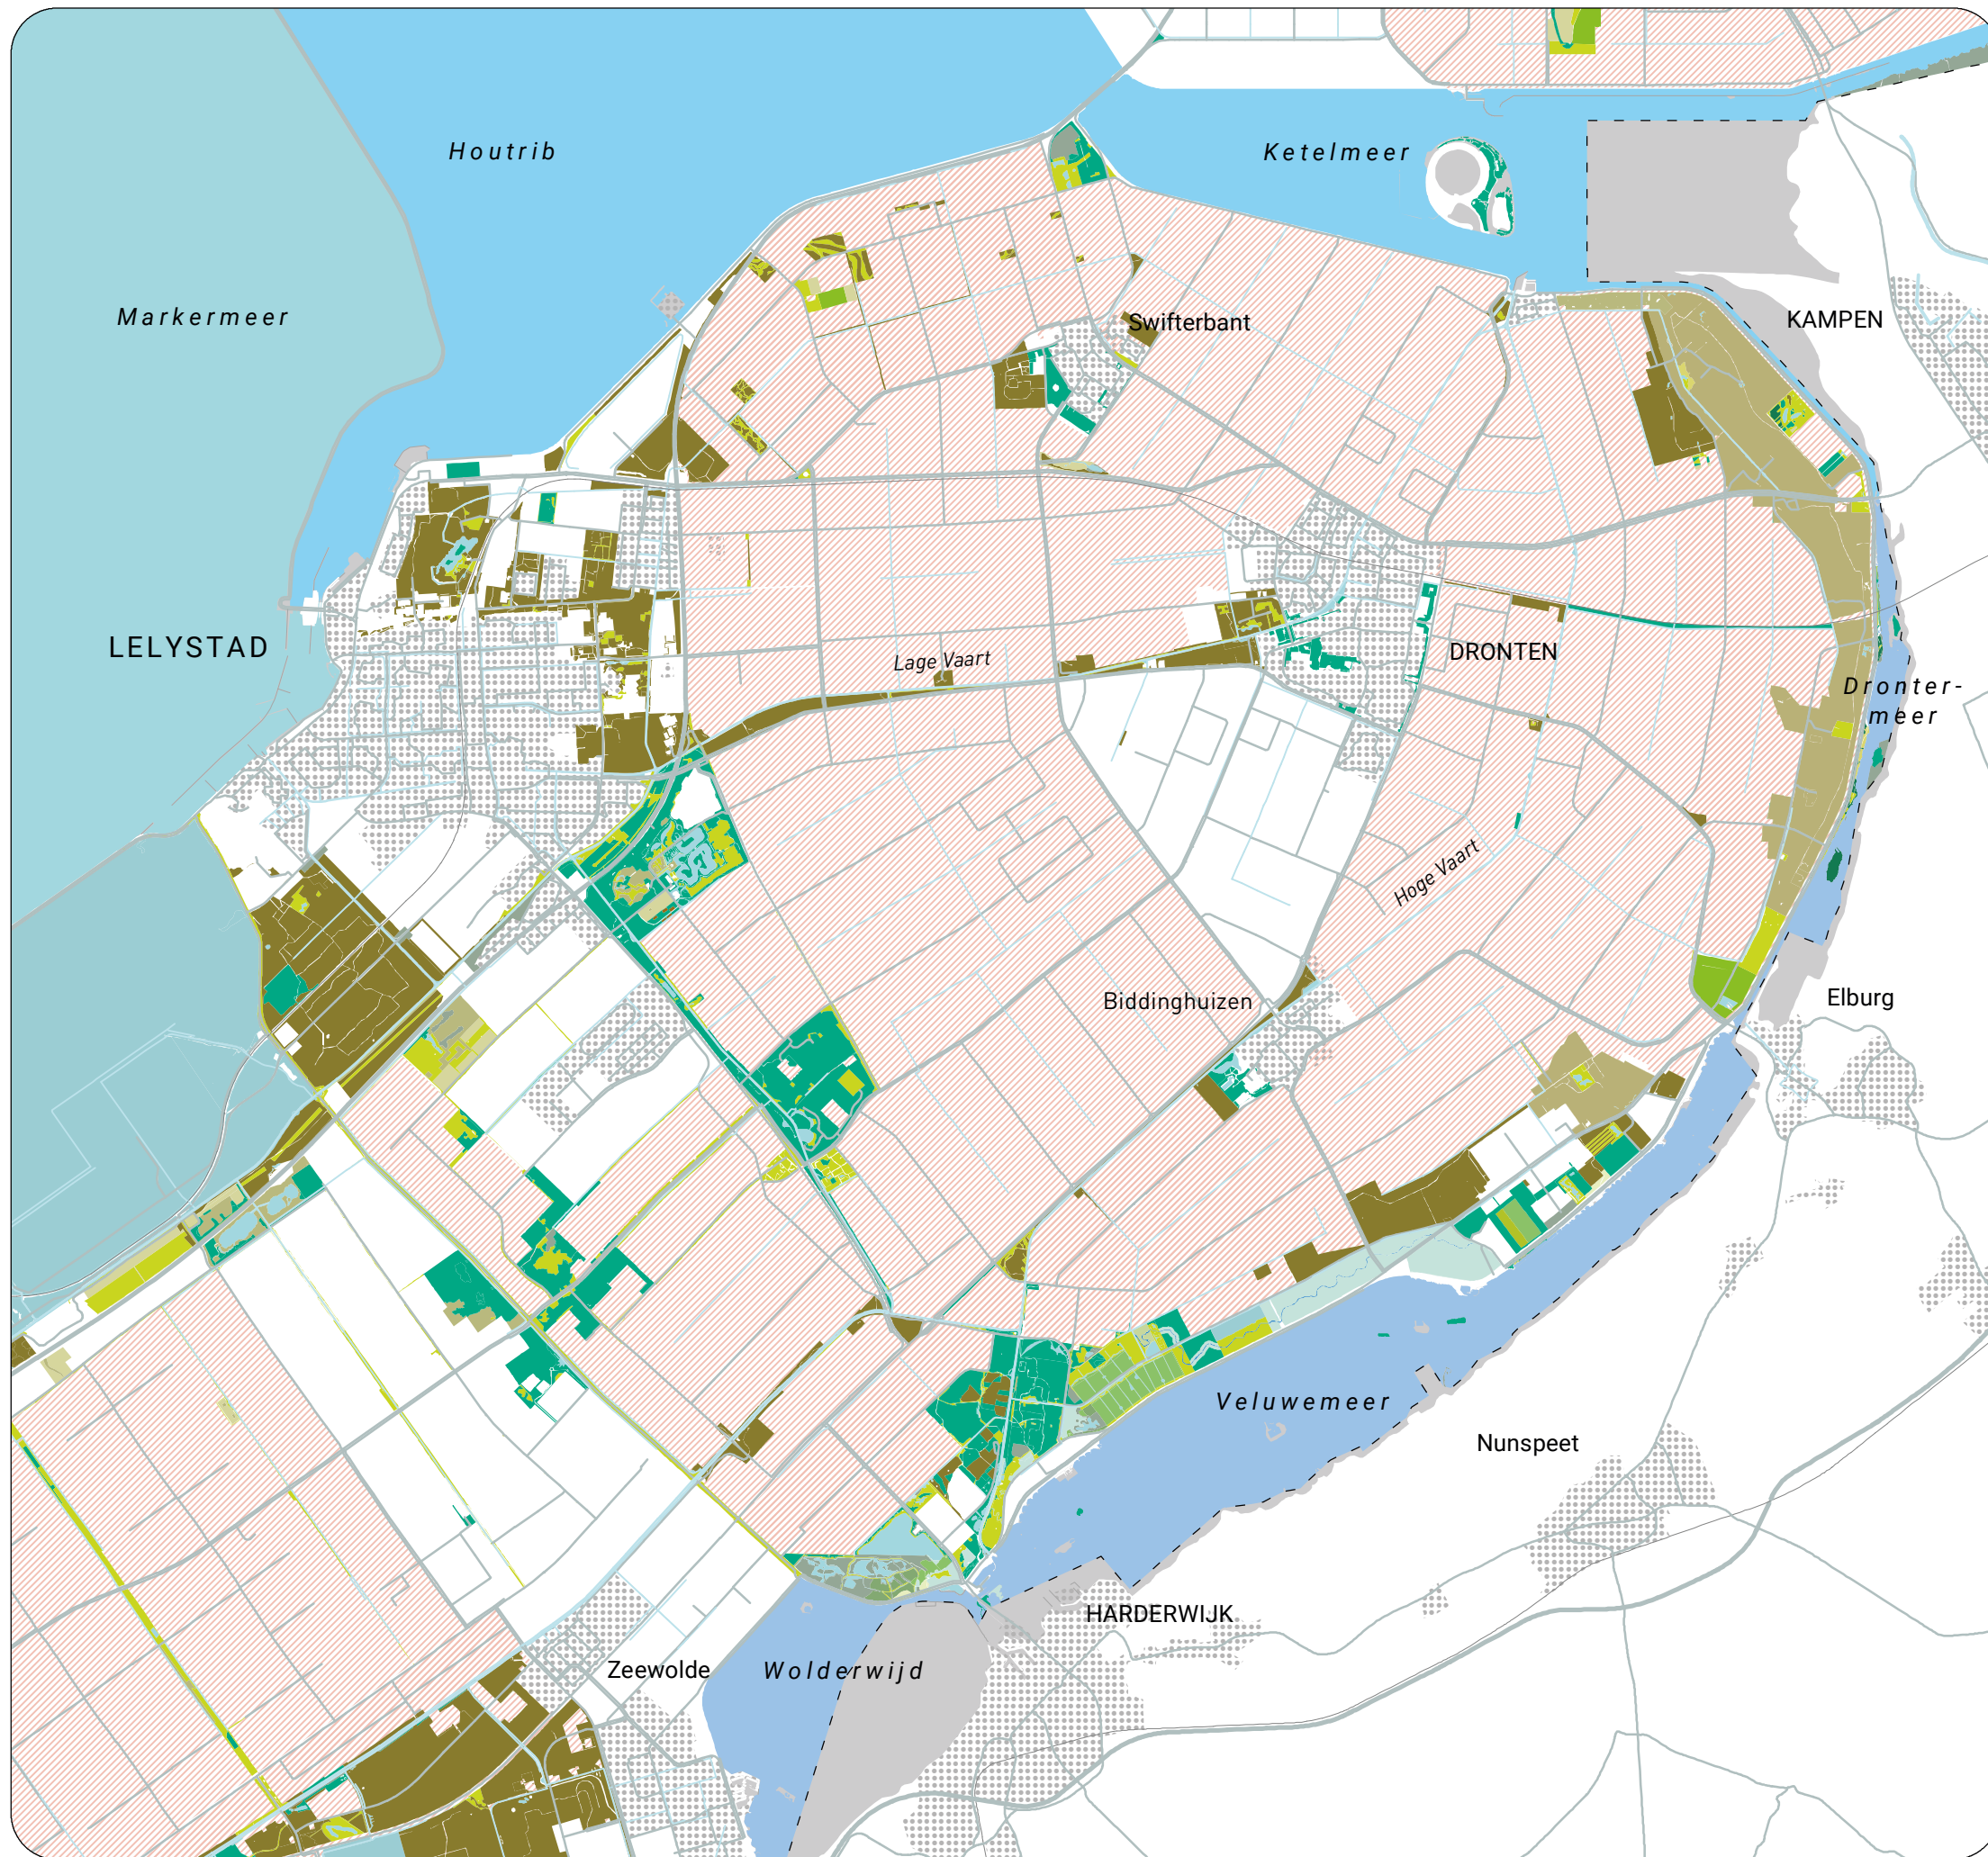 Houtrib
Ketelmeer
Markermeer
Swifterbant
KAMPEN
LELYSTAD
Lage Vaart
DRONTEN
Dronter-
meer
Hoge Vaart
Biddinghuizen
Elburg
Veluwemeer
Nunspeet
HARDERWIJK
Zeewolde
Wolderwijd